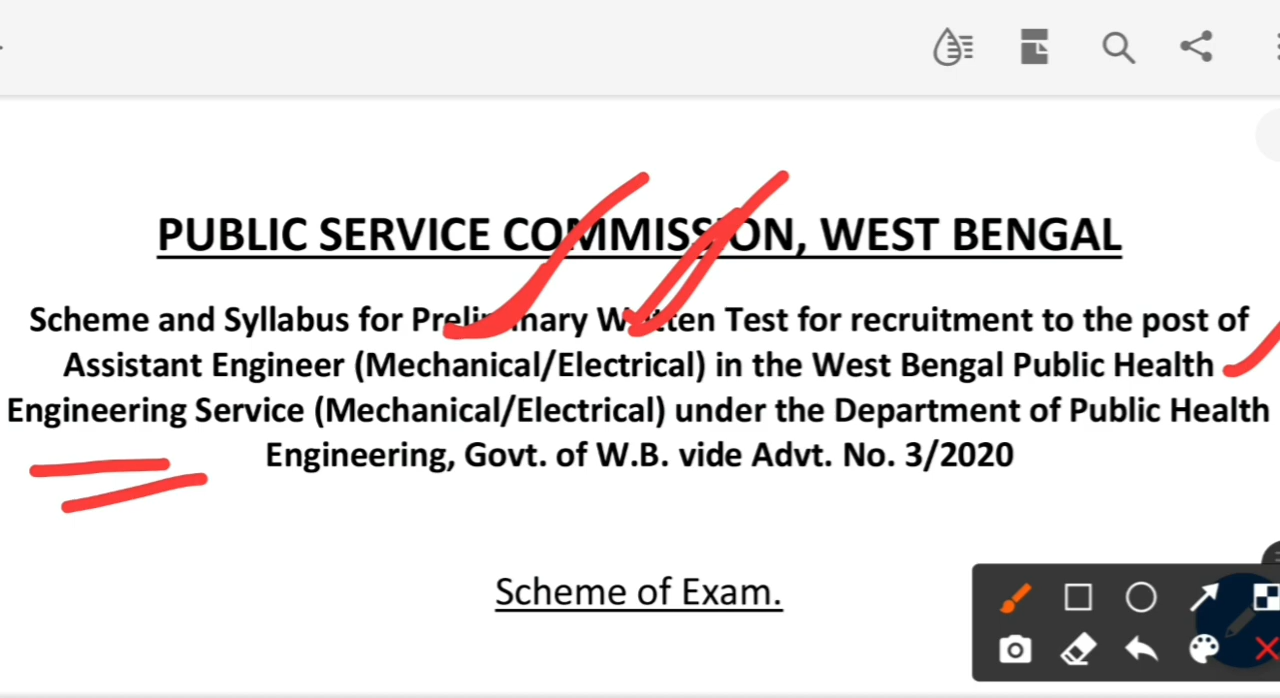 PUBLIC SERVICE COMMISSION, WEST BENGAL
Scheme and Syllabus for Preliminary Written Test for recruitment to the post of
Assistant Engineer (Mechanical/Electrical) in the West Bengal Public Health
Engineering Service (Mechanical/Electrical) under the Department of Public Health
Engineering, Govt. of W.B. vide Advt. No. 3/2020
Scheme of Exam.